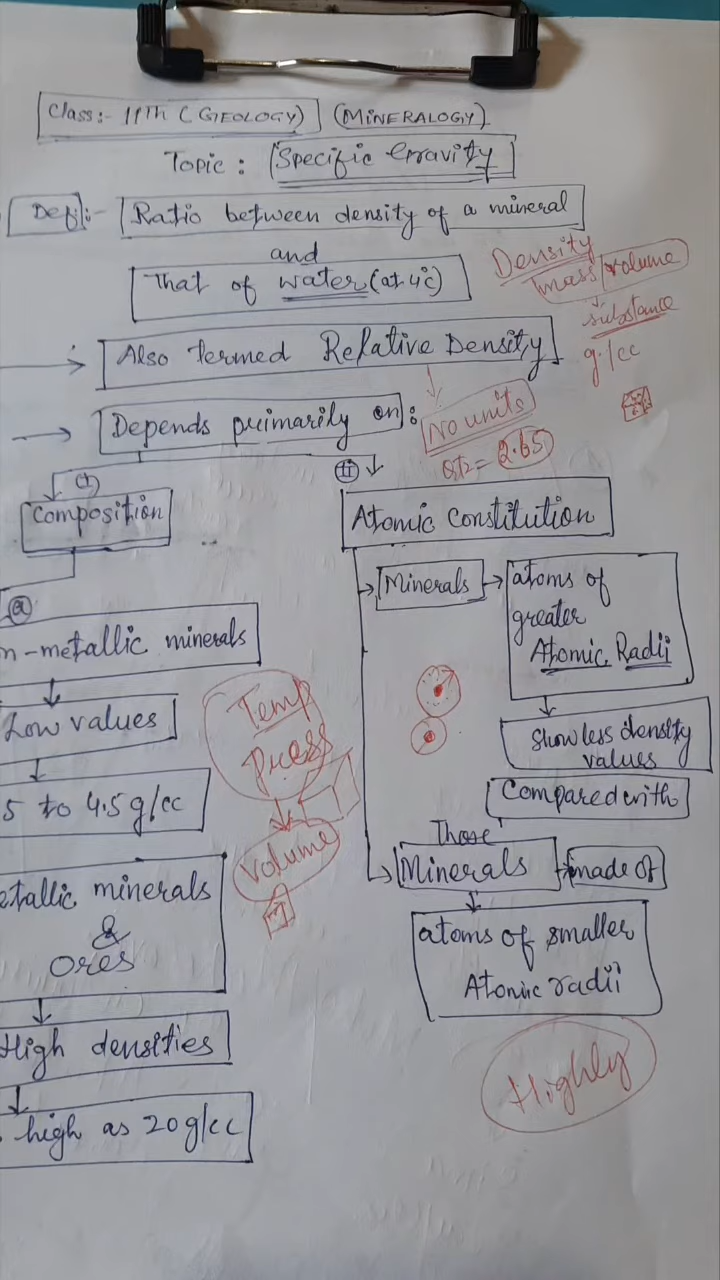 Class:- 11TH (GEOLOGY) (MINERALOGY)
Topic: Specific Gravity
Def:- Ratio between density of a mineral
and
That of water (at 4°c)
Density
mass/volume
substance
g./cc
Also termed Relative Density
Depends primarily on:
No units
Qtz = 2.65
(i)
Composition
(ii)
Atomic constitution
(a)
n-metallic minerals
Low values
5 to 4.5 g/cc
etallic minerals
&
Ores
High densities
high as 20 g/cc
Temp
Press
Volume
Minerals
atoms of
greater
Atomic Radii
Show less density
values
Compared with
Those
Minerals
made of
atoms of smaller
Atomic radii
Highly